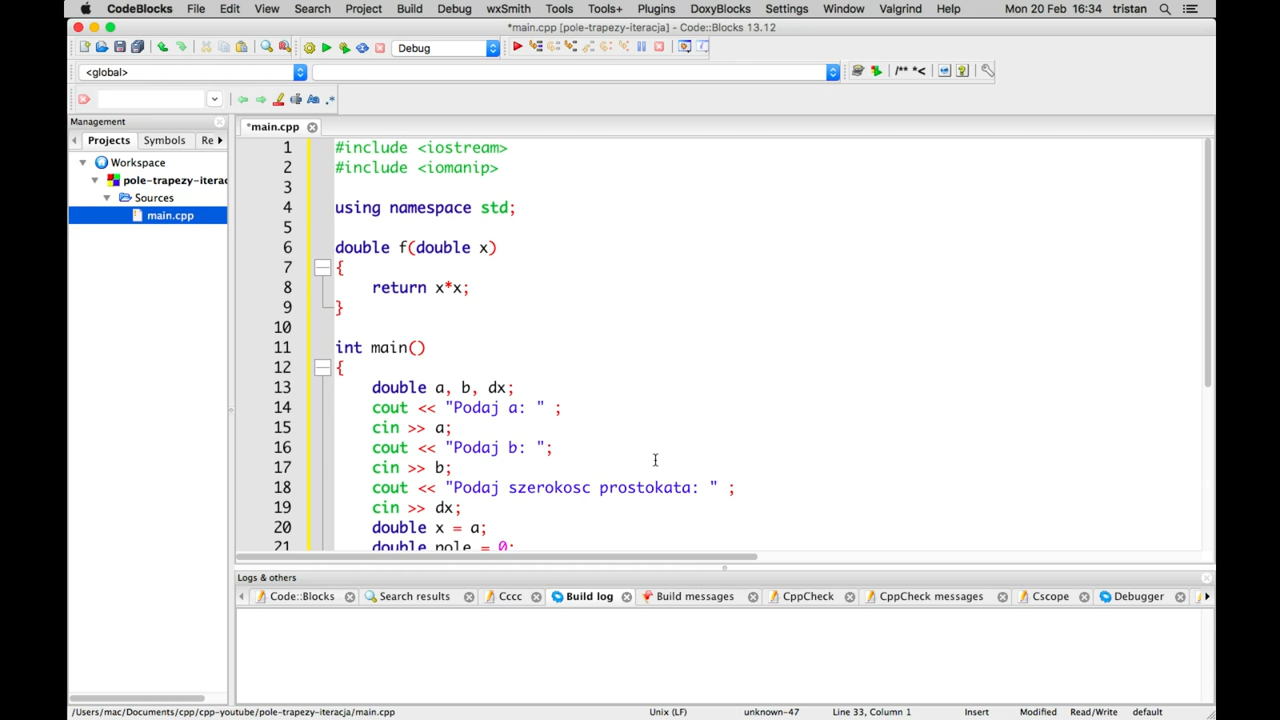 CodeBlocks File Edit View Search Project Build Debug wxSmith Tools Tools+ Plugins DoxyBlocks Settings Window Valgrind Help Mon 20 Feb 16:34 tristan
*main.cpp [pole-trapezy-iteracja] - Code::Blocks 13.12
Debug
<global> /** *<
Aa .*
Management
Projects Symbols Re
Workspace
pole-trapezy-iterac
Sources
main.cpp
*main.cpp
1 #include <iostream>
2 #include <iomanip>
3
4 using namespace std;
5
6 double f(double x)
7 {
8 return x*x;
9 }
10
11 int main()
12 {
13 double a, b, dx;
14 cout << "Podaj a: " ;
15 cin >> a;
16 cout << "Podaj b: ";
17 cin >> b;
18 cout << "Podaj szerokosc prostokata: " ;
19 cin >> dx;
20 double x = a;
21 double pole = 0;
Logs & others
Code::Blocks Search results Cccc Build log Build messages CppCheck CppCheck messages Cscope Debugger
/Users/mac/Documents/cpp/cpp-youtube/pole-trapezy-iteracja/main.cpp Unix (LF) unknown-47 Line 33, Column 1 Insert Modified Read/Write default